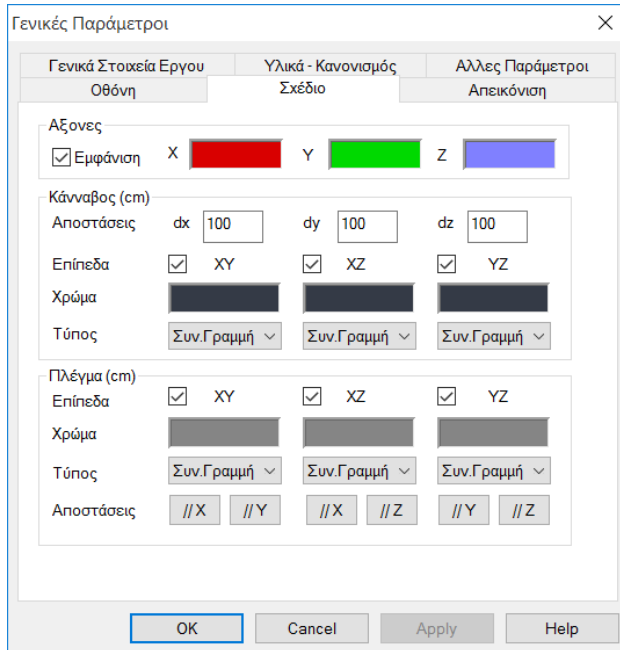 Γενικές Παράμετροι
Γενικά Στοιχεία Εργου Υλικά - Κανονισμός Αλλες Παράμετροι
Οθόνη Σχέδιο Απεικόνιση
Αξονες
Εμφάνιση X Y Z
Κάνναβος (cm)
Αποστάσεις dx 100 dy 100 dz 100
Επίπεδα XY XZ YZ
Χρώμα
Τύπος Συν.Γραμμή Συν.Γραμμή Συν.Γραμμή
Πλέγμα (cm)
Επίπεδα XY XZ YZ
Χρώμα
Τύπος Συν.Γραμμή Συν.Γραμμή Συν.Γραμμή
Αποστάσεις // X // Y // X // Z // Y // Z
OK Cancel Apply Help